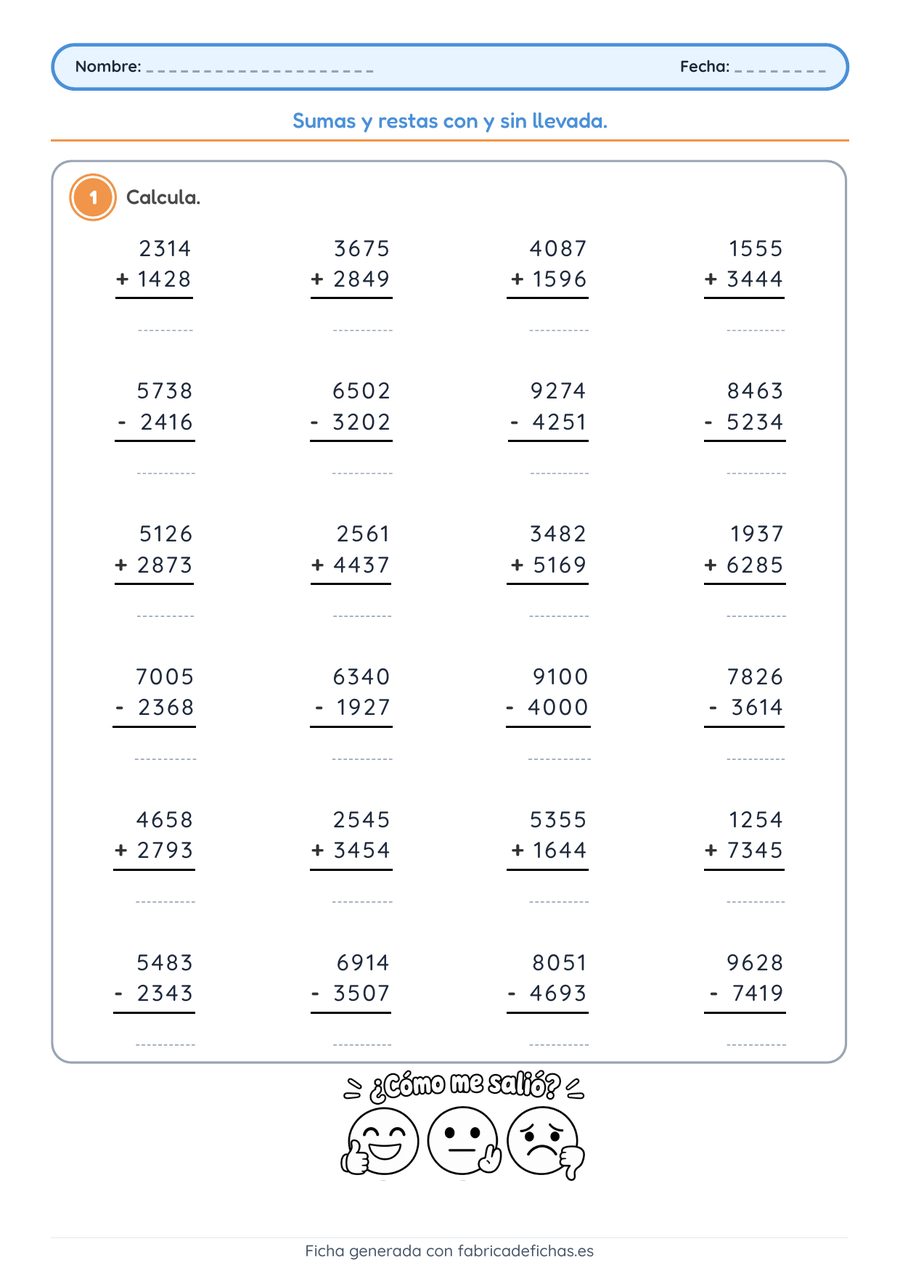 Nombre: Fecha:
Sumas y restas con y sin llevada.
1 Calcula.
2314 3675 4087 1555
+ 1428 + 2849 + 1596 + 3444
5738 6502 9274 8463
- 2416 - 3202 - 4251 - 5234
5126 2561 3482 1937
+ 2873 + 4437 + 5169 + 6285
7005 6340 9100 7826
- 2368 - 1927 - 4000 - 3614
4658 2545 5355 1254
+ 2793 + 3454 + 1644 + 7345
5483 6914 8051 9628
- 2343 - 3507 - 4693 - 7419
¿Cómo me salió?
Ficha generada con fabricadefichas.es